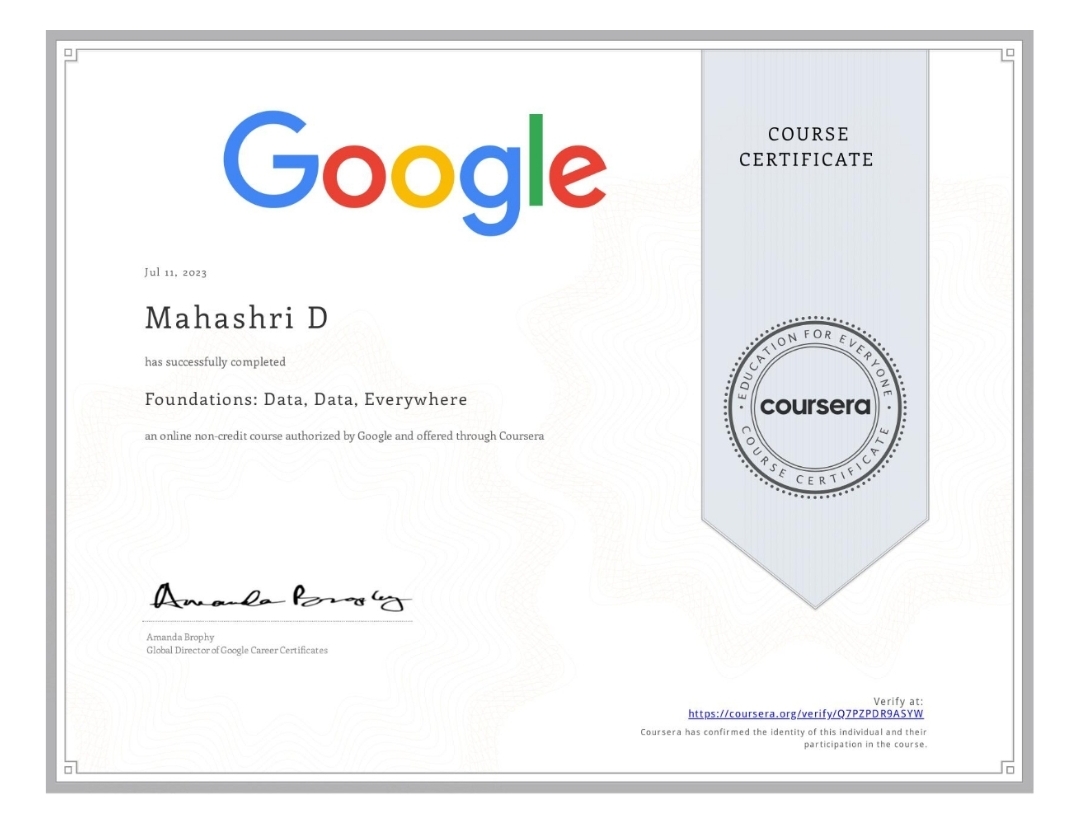 Google
COURSE
CERTIFICATE
Jul 11, 2023
Mahashri D
has successfully completed
Foundations: Data, Data, Everywhere
an online non-credit course authorized by Google and offered through Coursera
EDUCATION FOR EVERYONE
coursera
COURSE CERTIFICATE
Amanda Brophy
Amanda Brophy
Global Director of Google Career Certificates
Verify at:
https://coursera.org/verify/Q7PZPDR9ASYW
Coursera has confirmed the identity of this individual and their
participation in the course.